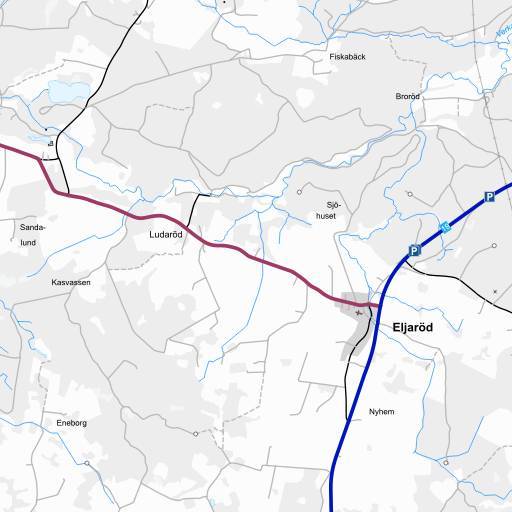 Fiskabäck
Broröd
Sjö-
huset
Sanda-
lund
Ludaröd
P
P
Kasvassen
Eljaröd
Nyhem
Eneborg